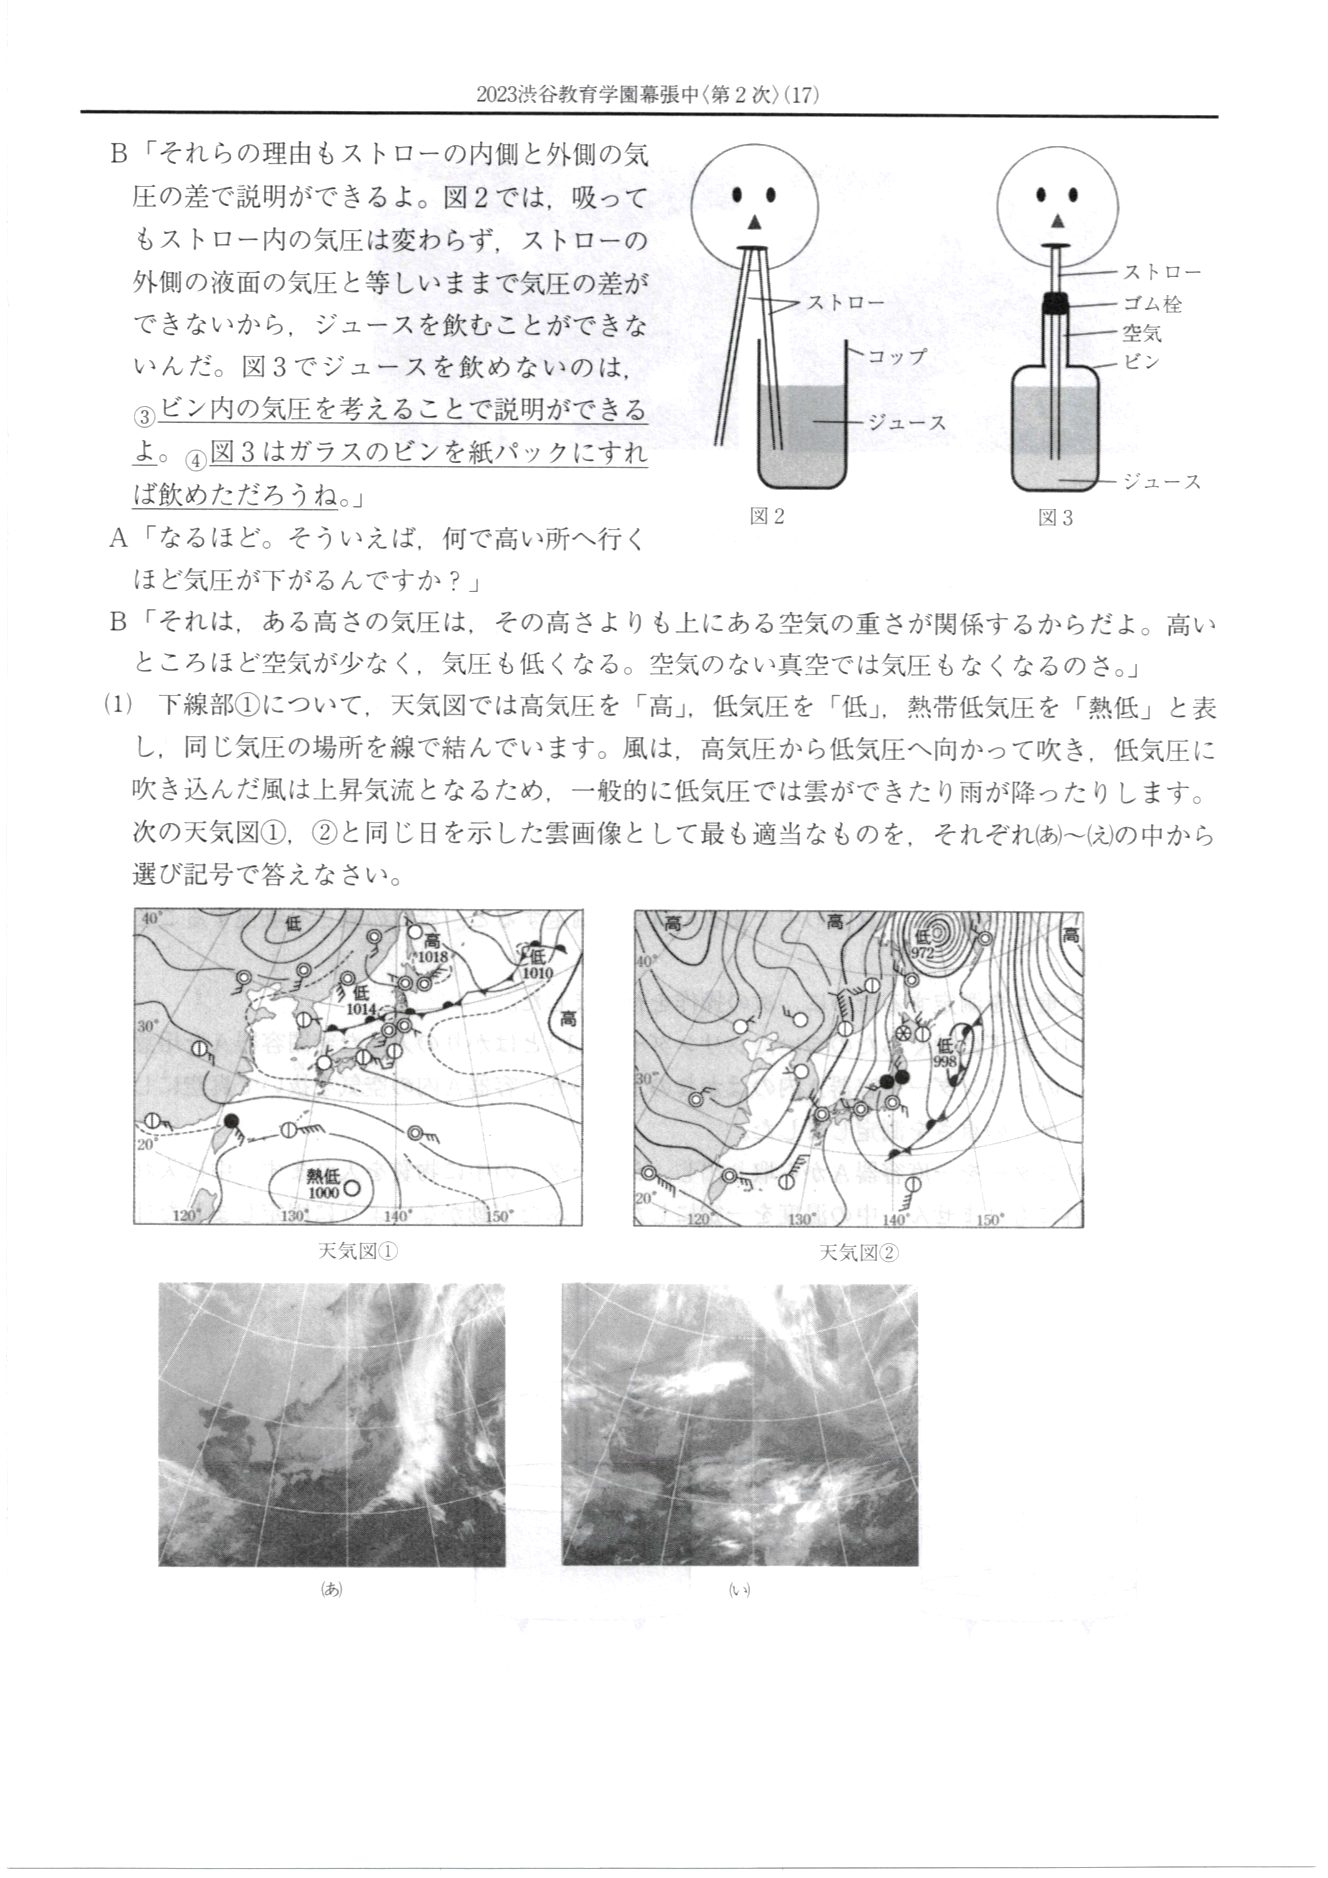 2023渋谷教育学園幕張中〈第２次〉(17)
Ｂ「それらの理由もストローの内側と外側の気
圧の差で説明ができるよ。図２では，吸って
もストロー内の気圧は変わらず，ストローの
外側の液面の気圧と等しいままで気圧の差が
できないから，ジュースを飲むことができな
いんだ。図３でジュースを飲めないのは，
③ビン内の気圧を考えることで説明ができる
よ。④図３はガラスのビンを紙パックにすれ
ば飲めただろうね。」
ストロー
コップ
ジュース
図２
ストロー
ゴム栓
空気
ビン
ジュース
図３
Ａ「なるほど。そういえば，何で高い所へ行く
ほど気圧が下がるんですか？」
Ｂ「それは，ある高さの気圧は，その高さよりも上にある空気の重さが関係するからだよ。高い
ところほど空気が少なく，気圧も低くなる。空気のない真空では気圧もなくなるのさ。」
(1)　下線部①について，天気図では高気圧を「高」，低気圧を「低」，熱帯低気圧を「熱低」と表
し，同じ気圧の場所を線で結んでいます。風は，高気圧から低気圧へ向かって吹き，低気圧に
吹き込んだ風は上昇気流となるため，一般的に低気圧では雲ができたり雨が降ったりします。
次の天気図①，②と同じ日を示した雲画像として最も適当なものを，それぞれ(あ)～(え)の中から
選び記号で答えなさい。
40°
低
高
1018
低
1010
低
1014
高
30°
20°
熱低
1000
120°
130°
140°
150°
天気図①
高
高
低
972
高
40°
低
998
30°
20°
120°
130°
140°
150°
天気図②
(あ)
(い)